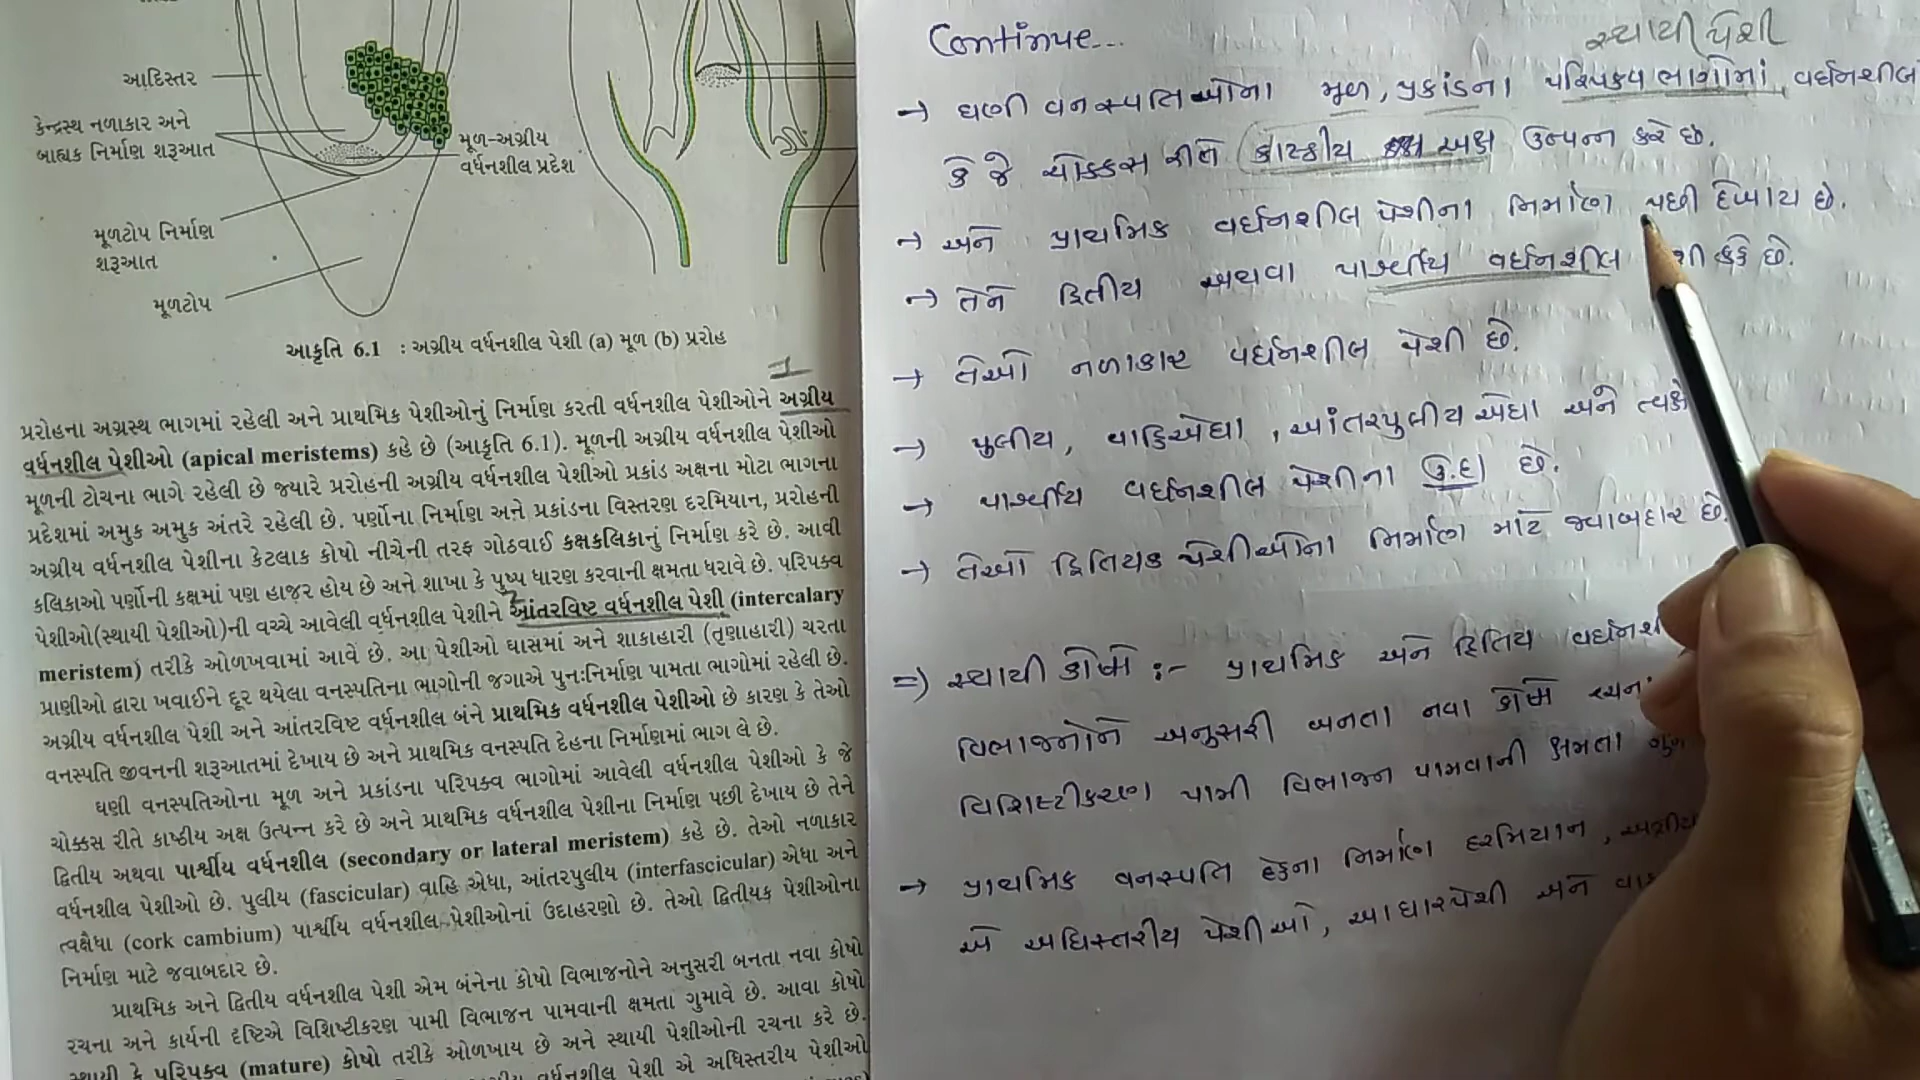 આદિસ્તર
કેન્દ્રસ્થ નળાકાર અને
બાહ્યક નિર્માણ શરૂઆત
મૂળ-અગ્રીય
વર્ધનશીલ પ્રદેશ
મૂળટોપ નિર્માણ
શરૂઆત
મૂળટોપ
આકૃતિ 6.1 : અગ્રીય વર્ધનશીલ પેશી (a) મૂળ (b) પ્રરોહ
1
પ્રરોહના અગ્રસ્થ ભાગમાં રહેલી અને પ્રાથમિક પેશીઓનું નિર્માણ કરતી વર્ધનશીલ પેશીઓને અગ્રીય
વર્ધનશીલ પેશીઓ (apical meristems) કહે છે (આકૃતિ 6.1). મૂળની અગ્રીય વર્ધનશીલ પેશીઓ
મૂળની ટોચના ભાગે રહેલી છે જ્યારે પ્રરોહની અગ્રીય વર્ધનશીલ પેશીઓ પ્રકાંડ અક્ષના મોટા ભાગના
પ્રદેશમાં અમુક અમુક અંતરે રહેલી છે. પર્ણોના નિર્માણ અને પ્રકાંડના વિસ્તરણ દરમિયાન, પ્રરોહની
અગ્રીય વર્ધનશીલ પેશીના કેટલાક કોષો નીચેની તરફ ગોઠવાઈ કક્ષકલિકાનું નિર્માણ કરે છે. આવી
કલિકાઓ પર્ણોની કક્ષમાં પણ હાજર હોય છે અને શાખા કે પુષ્પ ધારણ કરવાની ક્ષમતા ધરાવે છે. પરિપક્વ
પેશીઓ(સ્થાયી પેશીઓ)ની વચ્ચે આવેલી વર્ધનશીલ પેશીને આંતરવિષ્ટ વર્ધનશીલ પેશી (intercalary
meristem) તરીકે ઓળખવામાં આવે છે. આ પેશીઓ ઘાસમાં અને શાકાહારી (તૃણાહારી) ચરતા
પ્રાણીઓ દ્વારા ખવાઈને દૂર થયેલા વનસ્પતિના ભાગોની જગાએ પુનઃનિર્માણ પામતા ભાગોમાં રહેલી છે.
અગ્રીય વર્ધનશીલ પેશી અને આંતરવિષ્ટ વર્ધનશીલ બંને પ્રાથમિક વર્ધનશીલ પેશીઓ છે કારણ કે તેઓ
વનસ્પતિ જીવનની શરૂઆતમાં દેખાય છે અને પ્રાથમિક વનસ્પતિ દેહના નિર્માણમાં ભાગ લે છે.
ઘણી વનસ્પતિઓના મૂળ અને પ્રકાંડના પરિપક્વ ભાગોમાં આવેલી વર્ધનશીલ પેશીઓ કે જે
ચોક્કસ રીતે કાષ્ઠીય અક્ષ ઉત્પન્ન કરે છે અને પ્રાથમિક વર્ધનશીલ પેશીના નિર્માણ પછી દેખાય છે તેને
દ્વિતીય અથવા પાર્શ્વીય વર્ધનશીલ (secondary or lateral meristem) કહે છે. તેઓ નળાકાર
વર્ધનશીલ પેશીઓ છે. પુલીય (fascicular) વાહિ એધા, આંતરપુલીય (interfascicular) એધા અને
ત્વક્ષૈધા (cork cambium) પાર્શ્વીય વર્ધનશીલ પેશીઓનાં ઉદાહરણો છે. તેઓ દ્વિતીયક પેશીઓના
નિર્માણ માટે જવાબદાર છે.
પ્રાથમિક અને દ્વિતીય વર્ધનશીલ પેશી એમ બંનેના કોષો વિભાજનોને અનુસરી બનતા નવા કોષો
રચના અને કાર્યની દૃષ્ટિએ વિશિષ્ટીકરણ પામી વિભાજન પામવાની ક્ષમતા ગુમાવે છે. આવા કોષો
સ્થાયી કે પરિપક્વ (mature) કોષો તરીકે ઓળખાય છે અને સ્થાયી પેશીઓની રચના કરે છે.
વર્ધનશીલ પેશી એ અધિસ્તરીય પેશીઓ
Continue...
સ્થાયી પેશી
→ ઘણી વનસ્પતિઓના મૂળ, પ્રકાંડના પરિપક્વ ભાગોમાં વર્ધનશીલ
કે જે ચોક્કસ રીતે કાષ્ઠીય અક્ષ ઉત્પન્ન કરે છે.
→ અને પ્રાથમિક વર્ધનશીલ પેશીના નિર્માણ પછી દેખાય છે.
→ તેને દ્વિતીય અથવા પાર્શ્વીય વર્ધનશીલ શી કહે છે.
→ તેઓ નળાકાર વર્ધનશીલ પેશી છે.
→ પુલીય, વાહિએધા, આંતરપુલીય એધા અને ત્વક્ષૈ
→ પાર્શ્વીય વર્ધનશીલ પેશીના ઉ.દા છે.
→ તેઓ દ્વિતિયક પેશીઓના નિર્માણ માટે જવાબદાર છે.
⇒ સ્થાયી કોષો :- પ્રાથમિક અને દ્વિતિય વર્ધનશી
વિભાજનોને અનુસરી બનતા નવા કોષો રચના
વિશિષ્ટીકરણ પામી વિભાજન પામવાની ક્ષમતા ગુમ
→ પ્રાથમિક વનસ્પતિ દેહના નિર્માણ દરમિયાન, અગ્રીય
એ અધિસ્તરીય પેશીઓ, આધારપેશી અને વા